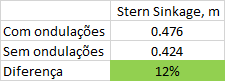 Stern Sinkage, m
Com ondulações 0.476
Sem ondulações 0.424
Diferença 12%